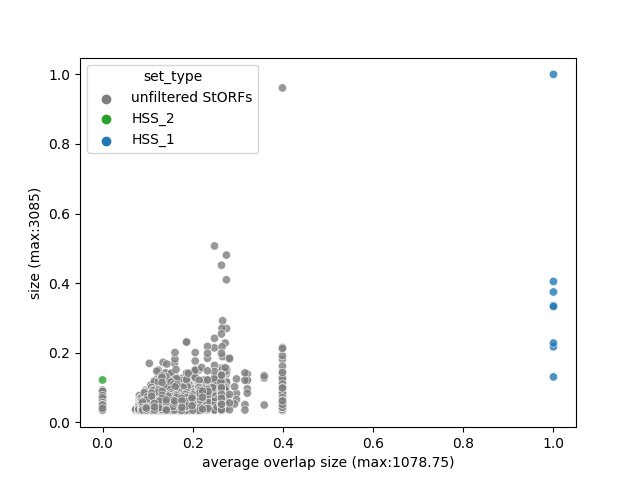 set_type
unfiltered StORFs
HSS_2
HSS_1
1.0
0.8
0.6
0.4
0.2
0.0
size (max:3085)
0.0 0.2 0.4 0.6 0.8 1.0
average overlap size (max:1078.75)